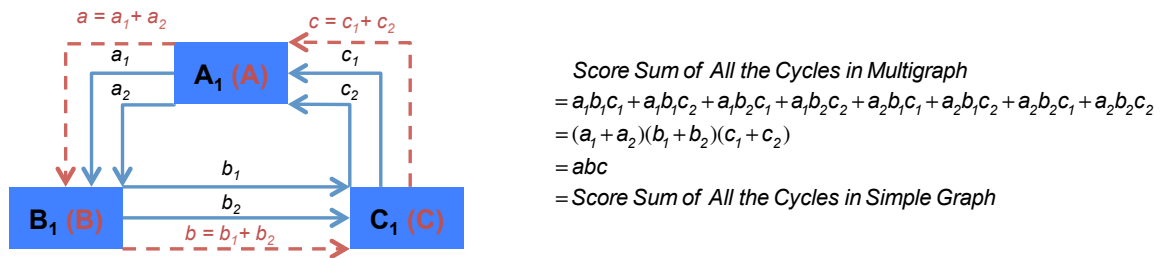 a = a₁+ a₂
c = c₁+ c₂
a₁
A₁ (A)
c₁
a₂
c₂
b₁
B₁ (B)
b₂
C₁ (C)
b = b₁+ b₂
Score Sum of All the Cycles in Multigraph
= a₁b₁c₁ + a₁b₁c₂ + a₁b₂c₁ + a₁b₂c₂ + a₂b₁c₁ + a₂b₁c₂ + a₂b₂c₁ + a₂b₂c₂
= (a₁ + a₂)(b₁ + b₂)(c₁ + c₂)
= abc
= Score Sum of All the Cycles in Simple Graph